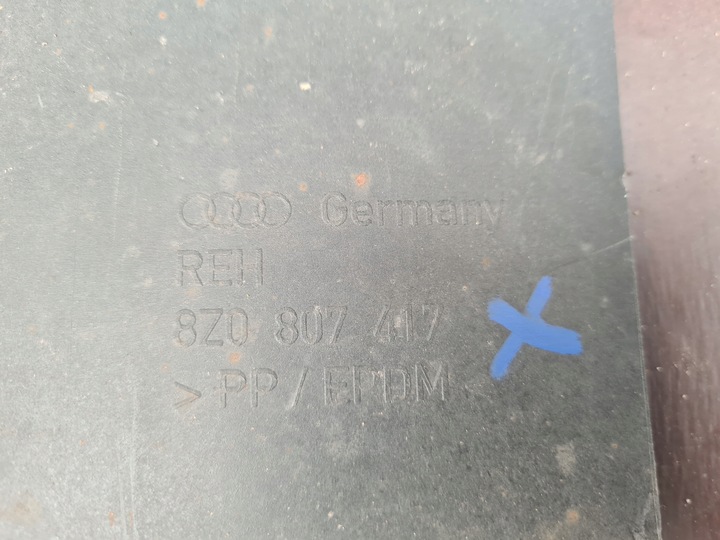 Germany
REH
8Z0 807 417
> PP / EPDM